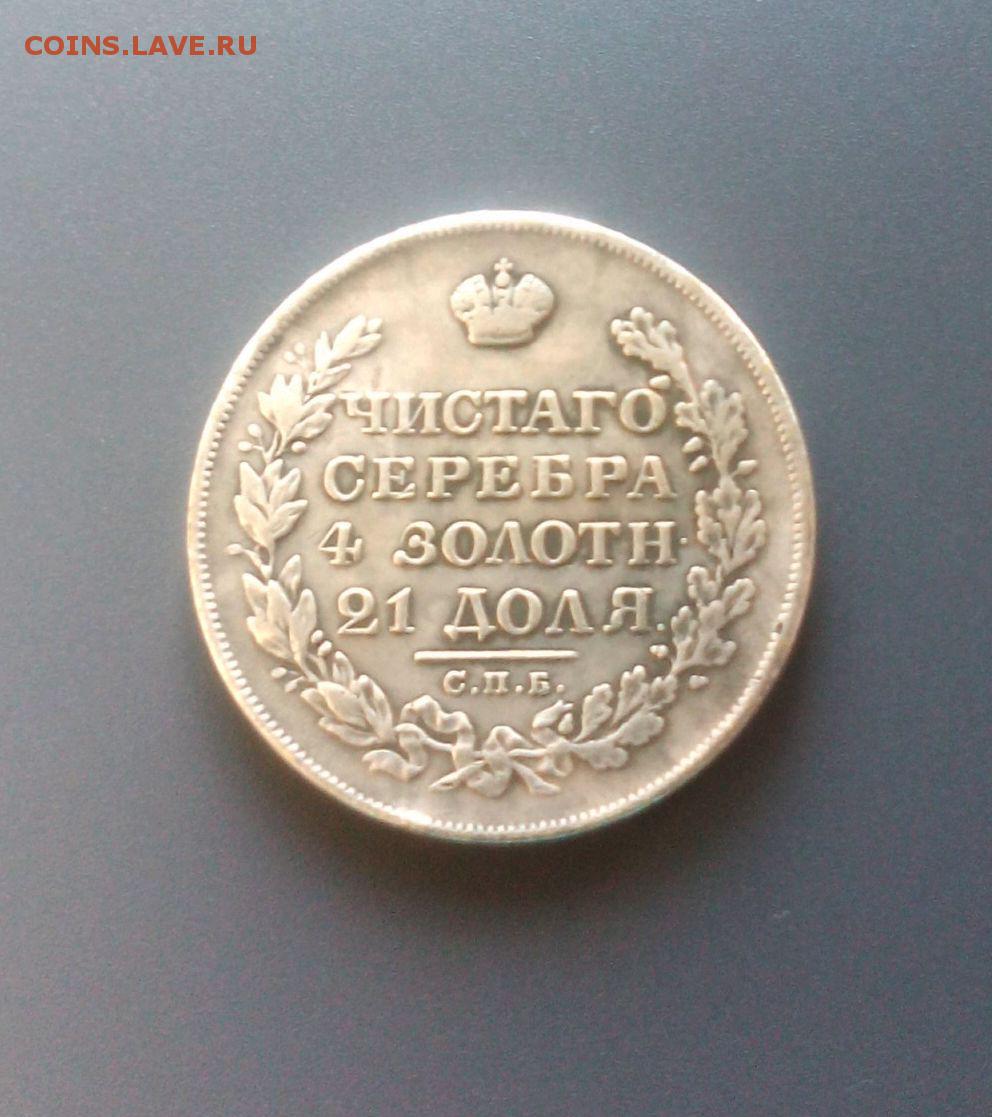 COINS.LAVE.RU
ЧИСТАГО
СЕРЕБРА
4 ЗОЛОТН.
21 ДОЛЯ.
С.П.Б.